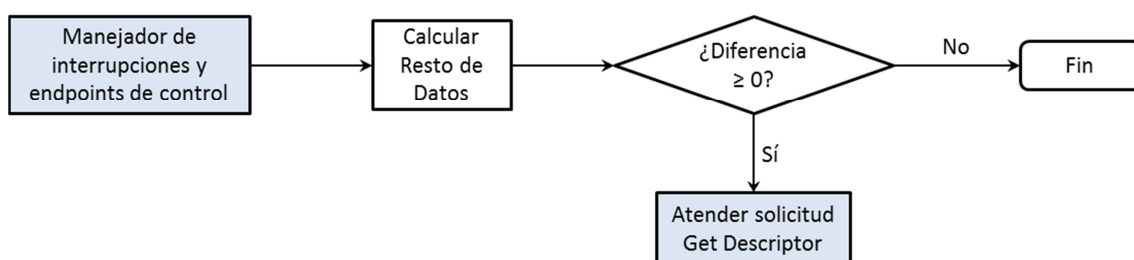 Manejador de
interrupciones y
endpoints de control
Calcular
Resto de
Datos
¿Diferencia
≥ 0?
No
Fin
Sí
Atender solicitud
Get Descriptor